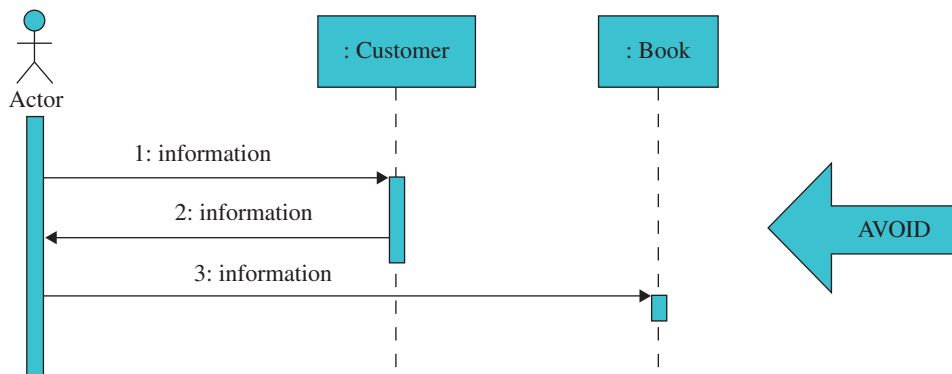 : Customer
: Book
Actor
1: information
2: information
AVOID
3: information